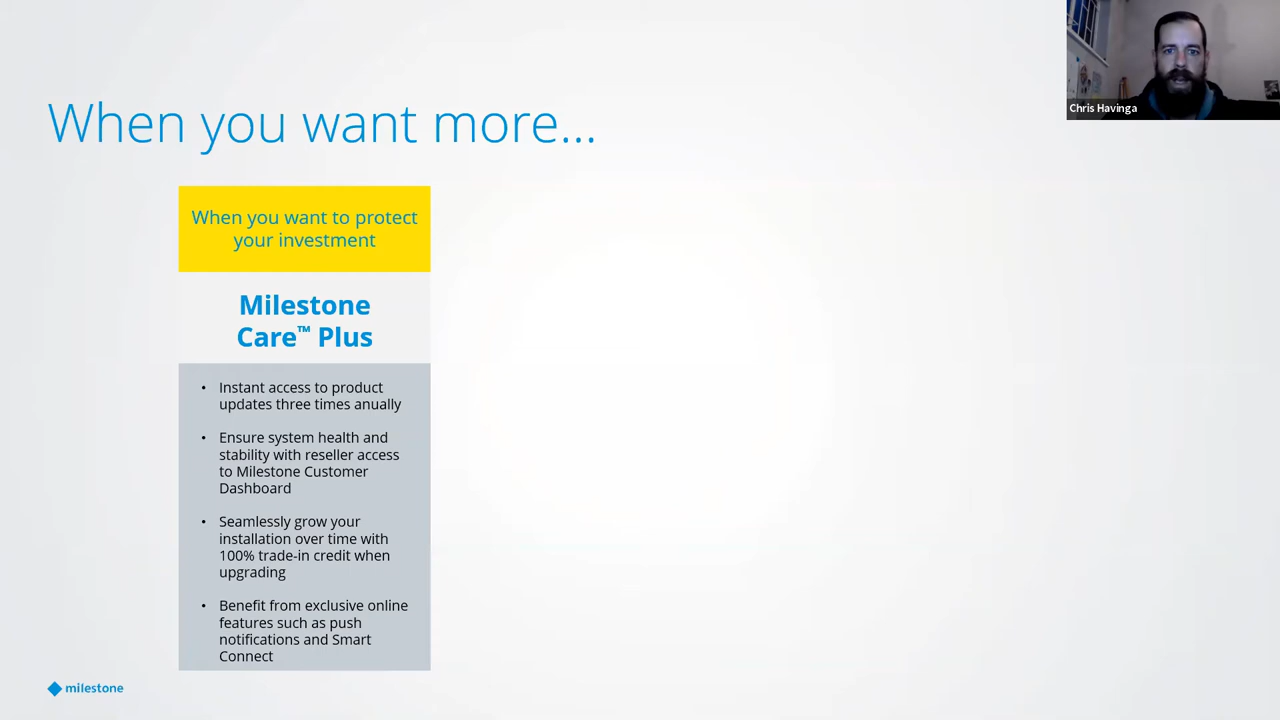 Chris Havinga
When you want more...
When you want to protect
your investment
Milestone
Care™ Plus
• Instant access to product
updates three times anually
• Ensure system health and
stability with reseller access
to Milestone Customer
Dashboard
• Seamlessly grow your
installation over time with
100% trade-in credit when
upgrading
• Benefit from exclusive online
features such as push
notifications and Smart
Connect
milestone